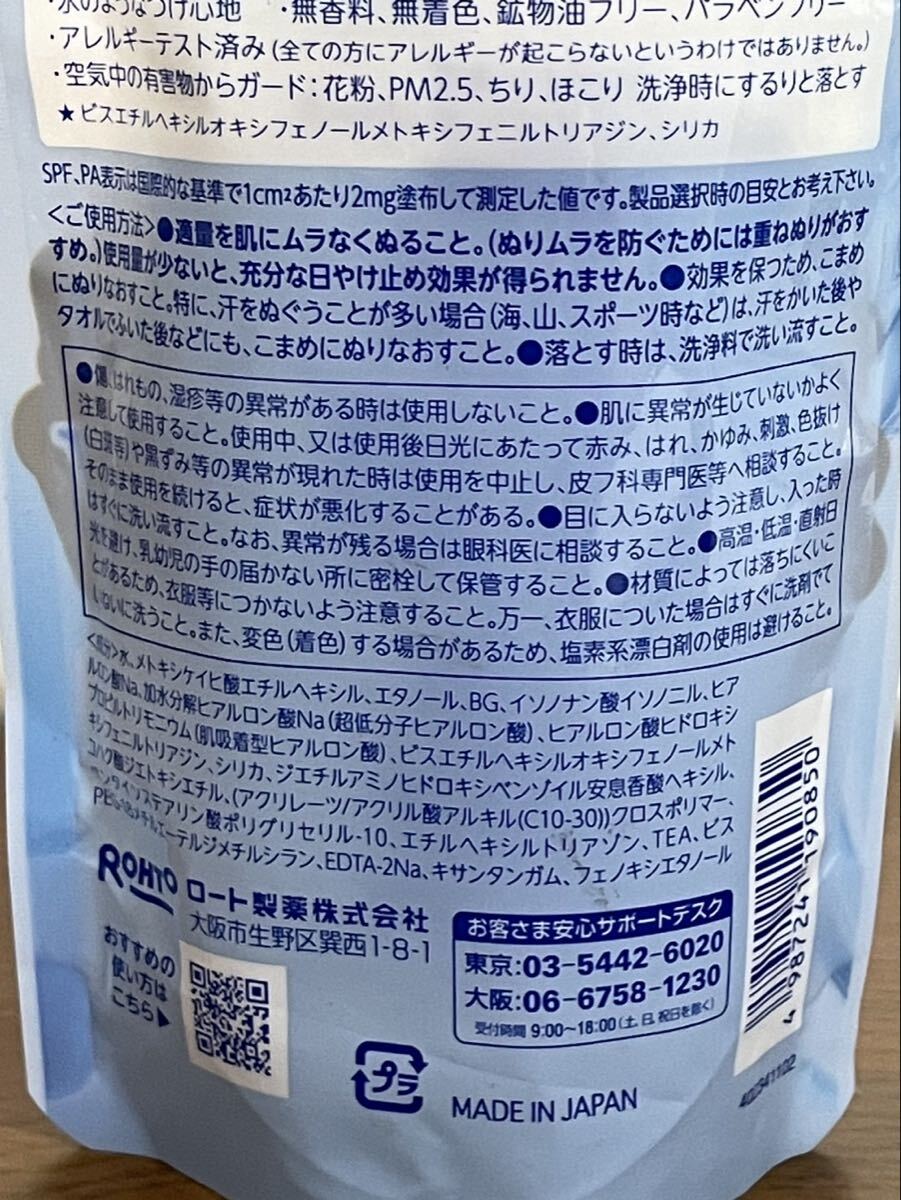 ・水のようなつけ心地　・無香料、無着色、鉱物油フリー、パラベンフリー
・アレルギーテスト済み(全ての方にアレルギーが起こらないというわけではありません。)
・空気中の有害物からガード：花粉、PM2.5、ちり、ほこり 洗浄時にするりと落とす
★ビスエチルヘキシルオキシフェノールメトキシフェニルトリアジン、シリカ
SPF、PA表示は国際的な基準で1cm²あたり2mg塗布して測定した値です。製品選択時の目安とお考え下さい。
＜ご使用方法＞●適量を肌にムラなくぬること。(ぬりムラを防ぐためには重ねぬりがおす
すめ。)使用量が少ないと、充分な日やけ止め効果が得られません。●効果を保つため、こまめ
にぬりなおすこと。特に、汗をぬぐうことが多い場合(海、山、スポーツ時など)は、汗をかいた後や
タオルでふいた後などにも、こまめにぬりなおすこと。●落とす時は、洗浄料で洗い流すこと。
●傷、はれもの、湿疹等の異常がある時は使用しないこと。●肌に異常が生じていないかよく
注意して使用すること。使用中、又は使用後日光にあたって赤み、はれ、かゆみ、刺激、色抜け
(白斑等)や黒ずみ等の異常が現れた時は使用を中止し、皮フ科専門医等へ相談すること。
そのまま使用を続けると、症状が悪化することがある。●目に入らないよう注意し、入った時
はすぐに洗い流すこと。なお、異常が残る場合は眼科医に相談すること。●高温・低温・直射日
光を避け、乳幼児の手の届かない所に密栓して保管すること。●材質によっては落ちにくいこ
とがあるため、衣服等につかないよう注意すること。万一、衣服についた場合はすぐに洗剤でて
いねいに洗うこと。また、変色(着色)する場合があるため、塩素系漂白剤の使用は避けること。
＜成分＞水、メトキシケイヒ酸エチルヘキシル、エタノール、BG、イソノナン酸イソノニル、ヒア
ルロン酸Na、加水分解ヒアルロン酸Na(超低分子ヒアルロン酸)、ヒアルロン酸ヒドロキシ
プロピルトリモニウム(肌吸着型ヒアルロン酸)、ビスエチルヘキシルオキシフェノールメト
キシフェニルトリアジン、シリカ、ジエチルアミノヒドロキシベンゾイル安息香酸ヘキシル、
コハク酸ジエトキシエチル、(アクリレーツ/アクリル酸アルキル(C10-30))クロスポリマー、
ペンタイソステアリン酸ポリグリセリル-10、エチルヘキシルトリアゾン、TEA、ビス
PEG-18メチルエーテルジメチルシラン、EDTA-2Na、キサンタンガム、フェノキシエタノール
ROHTO ロート製薬株式会社
大阪市生野区巽西1-8-1
おすすめの
使い方は
こちら▶
お客さま安心サポートデスク
東京:03-5442-6020
大阪:06-6758-1230
受付時間 9:00〜18:00(土、日、祝日を除く)
プラ
MADE IN JAPAN
4 987241 190850
402341102